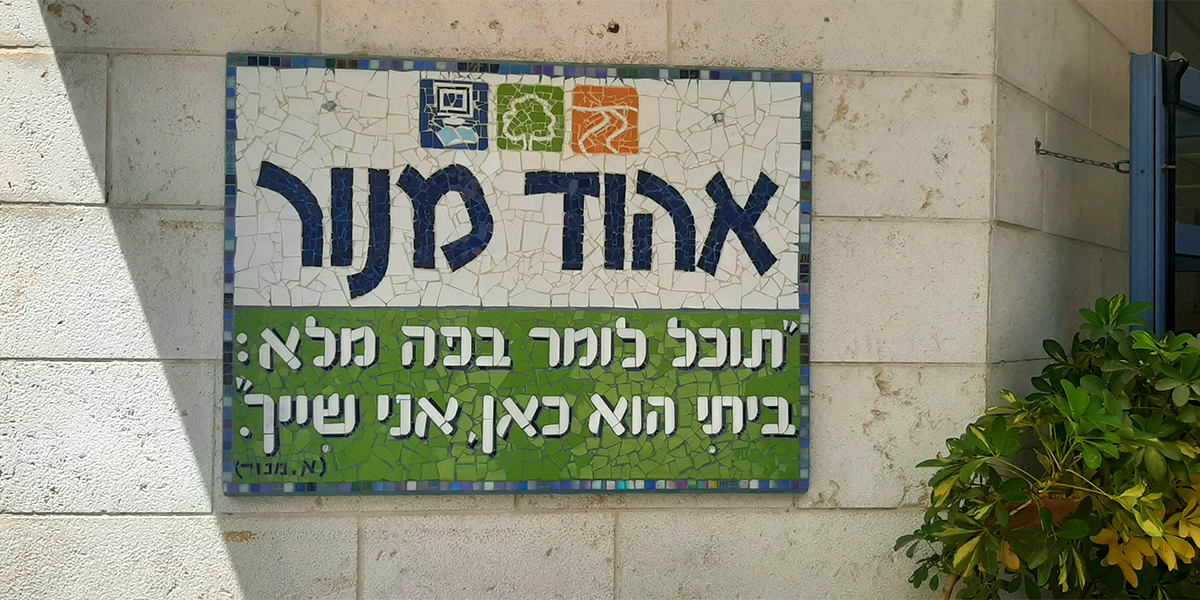 אהוד מנור
"תוכל לומר בפה מלא:
ביתי הוא כאן, אני שייך."
(א. מנור)